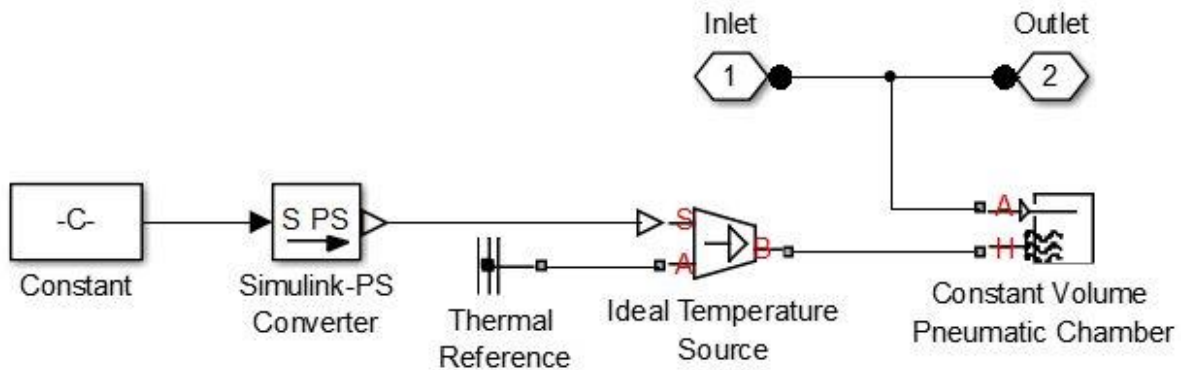 Inlet
Outlet
1
2
-C-
S PS
S
A
B
A
H
Constant
Simulink-PS
Converter
Thermal
Reference
Ideal Temperature
Source
Constant Volume
Pneumatic Chamber